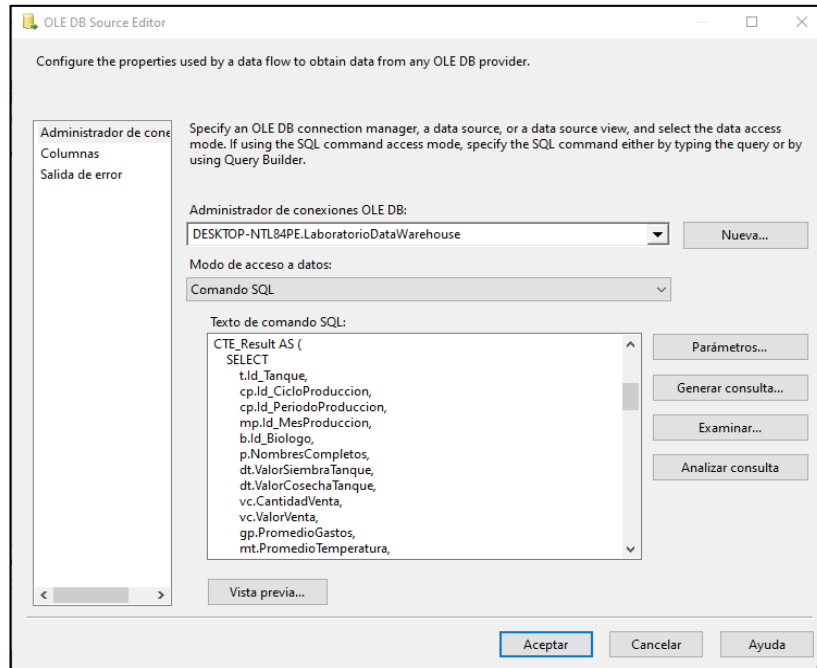 OLE DB Source Editor
Configure the properties used by a data flow to obtain data from any OLE DB provider.
Administrador de cone
Columnas
Salida de error
Specify an OLE DB connection manager, a data source, or a data source view, and select the data access
mode. If using the SQL command access mode, specify the SQL command either by typing the query or by
using Query Builder.
Administrador de conexiones OLE DB:
DESKTOP-NTL84PE.LaboratorioDataWarehouse
Nueva...
Modo de acceso a datos:
Comando SQL
Texto de comando SQL:
CTE_Result AS (
SELECT
t.Id_Tanque,
cp.Id_CicloProduccion,
cp.Id_PeriodoProduccion,
mp.Id_MesProduccion,
b.Id_Biologo,
p.NombresCompletos,
dt.ValorSiembraTanque,
dt.ValorCosechaTanque,
vc.CantidadVenta,
vc.ValorVenta,
gp.PromedioGastos,
mt.PromedioTemperatura,
Parámetros...
Generar consulta...
Examinar...
Analizar consulta
Vista previa...
Aceptar
Cancelar
Ayuda